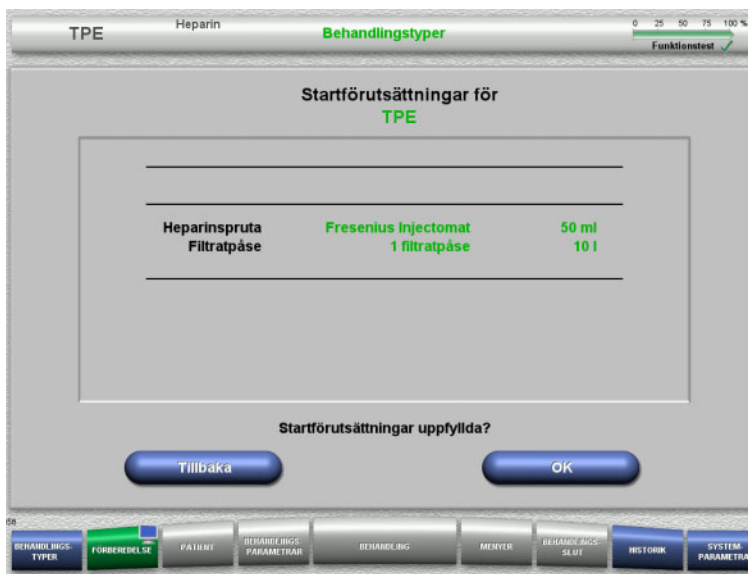 TPE Heparin Behandlingstyper 0 25 50 75 100 %
Funktionstest
Startförutsättningar för
TPE
Heparinspruta Fresenius Injectomat 50 ml
Filtratpåse 1 filtratpåse 10 l
Startförutsättningar uppfyllda?
Tillbaka OK
BEHANDLINGS-
TYPER
FÖRBEREDELSE
PATIENT
BEHANDLINGS-
PARAMETRAR
BEHANDLING
MENYER
BEHANDLINGS-
SLUT
HISTORIK
SYSTEM-